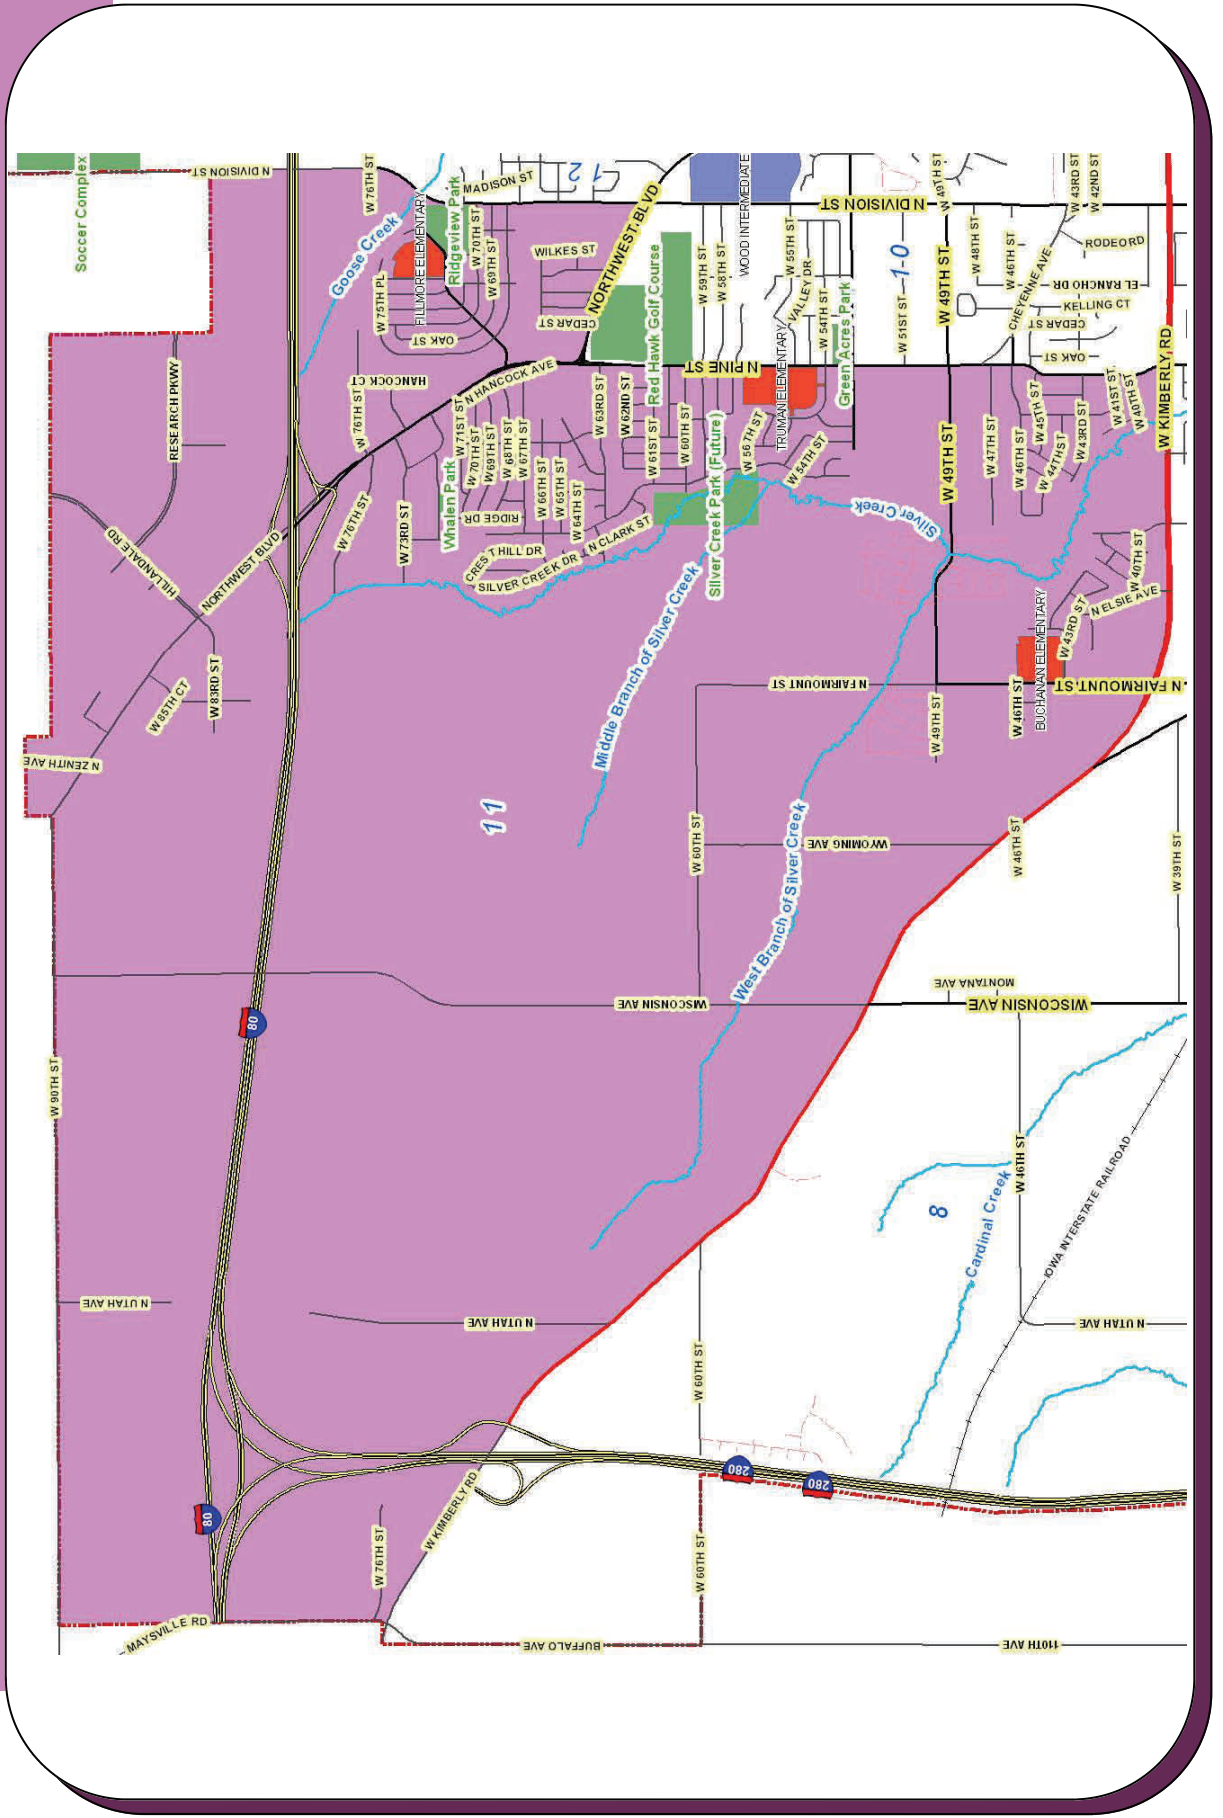 Soccer Complex
N DIVISION ST
W 76TH ST
Goose Creek
FILLMORE ELEMENTARY
Ridgeview Park
MADISON ST
12
W 70TH ST
W 69TH ST
WILKES ST
NORTHWEST BLVD
Red Hawk Golf Course
W 59TH ST
W 58TH ST
WOOD INTERMEDIATE
W 55TH ST
VALLEY DR
W 54TH ST
N DIVISION ST
1-0
W 51ST ST
W 49TH ST
W 49TH ST
W 48TH ST
W 46TH ST
CHEYENNE AVE
W 43RD ST
W 42ND ST
RODEO RD
EL RANCHO DR
KELLING CT
CEDAR ST
OAK ST
W KIMBERLY RD
RESEARCH PKWY
W 75TH PL
OAK ST
CEDAR ST
HANCOCK CT
N HANCOCK AVE
W 76TH ST
W 71ST ST
W 70TH ST
W 69TH ST
W 68TH ST
W 67TH ST
W 66TH ST
W 65TH ST
W 64TH ST
W 63RD ST
W 62ND ST
W 61ST ST
W 60TH ST
N PINE ST
TRUMAN ELEMENTARY
Green Acres Park
W 56 TH ST
W 54TH ST
Silver Creek Park (Future)
Whalen Park
RIDGE DR
W 76TH ST
W 73RD ST
CREST HILL DR
SILVER CREEK DR
N CLARK ST
Silver Creek
W 49TH ST
W 47TH ST
W 46TH ST
W 45TH ST
W 44TH ST
W 43RD ST
W 41ST ST
W 40TH ST
HILLANDALE RD
NORTHWEST BLVD
W 83RD ST
W 85TH CT
N ZENITH AVE
Middle Branch of Silver Creek
W 40TH ST
N ELSIE AVE
W 43RD ST
BUCHANAN ELEMENTARY
N FAIRMOUNT ST
N FAIRMOUNT ST
W 49TH ST
W 46TH ST
11
W 60TH ST
WYOMING AVE
West Branch of Silver Creek
W 46TH ST
W 39TH ST
MONTANA AVE
WISCONSIN AVE
WISCONSIN AVE
80
W 90TH ST
W 46TH ST
8
Cardinal Creek
IOWA INTERSTATE RAILROAD
N UTAH AVE
N UTAH AVE
N UTAH AVE
W 60TH ST
280
280
80
W KIMBERLY RD
W 76TH ST
W 60TH ST
MAYSVILLE RD
BUFFALO AVE
110TH AVE